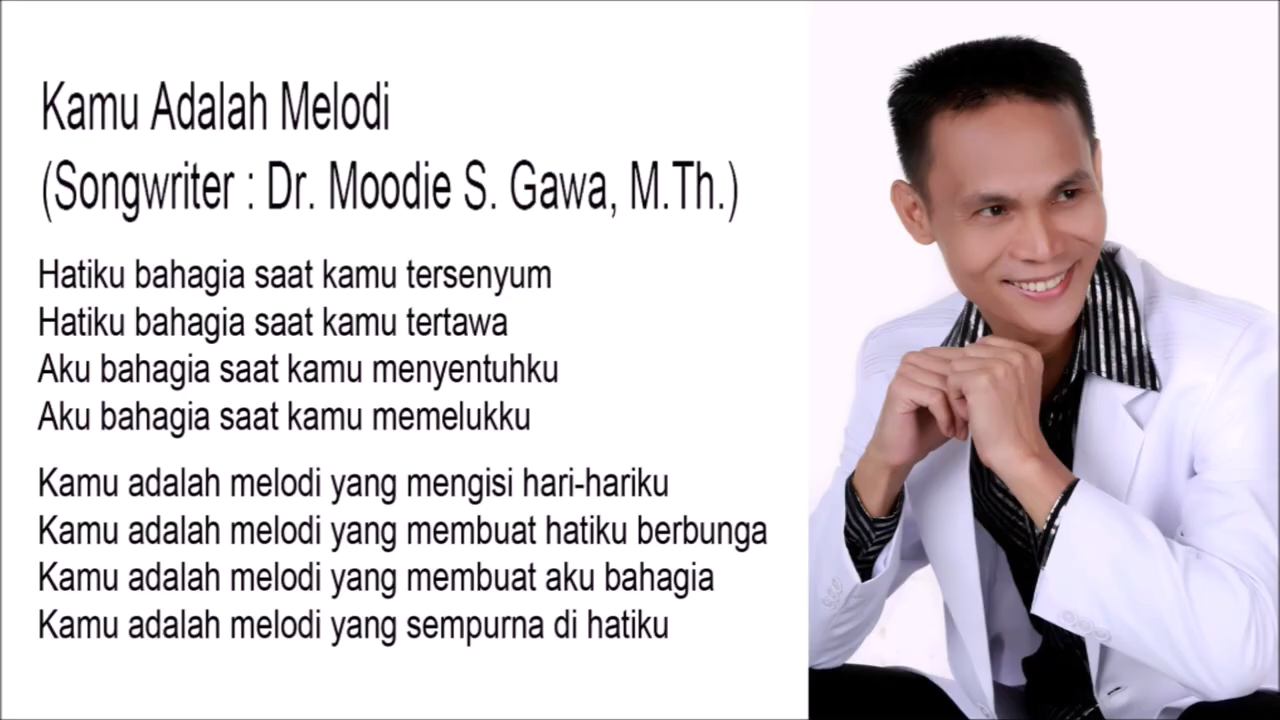 Kamu Adalah Melodi
(Songwriter : Dr. Moodie S. Gawa, M.Th.)
Hatiku bahagia saat kamu tersenyum
Hatiku bahagia saat kamu tertawa
Aku bahagia saat kamu menyentuhku
Aku bahagia saat kamu memelukku
Kamu adalah melodi yang mengisi hari-hariku
Kamu adalah melodi yang membuat hatiku berbunga
Kamu adalah melodi yang membuat aku bahagia
Kamu adalah melodi yang sempurna di hatiku